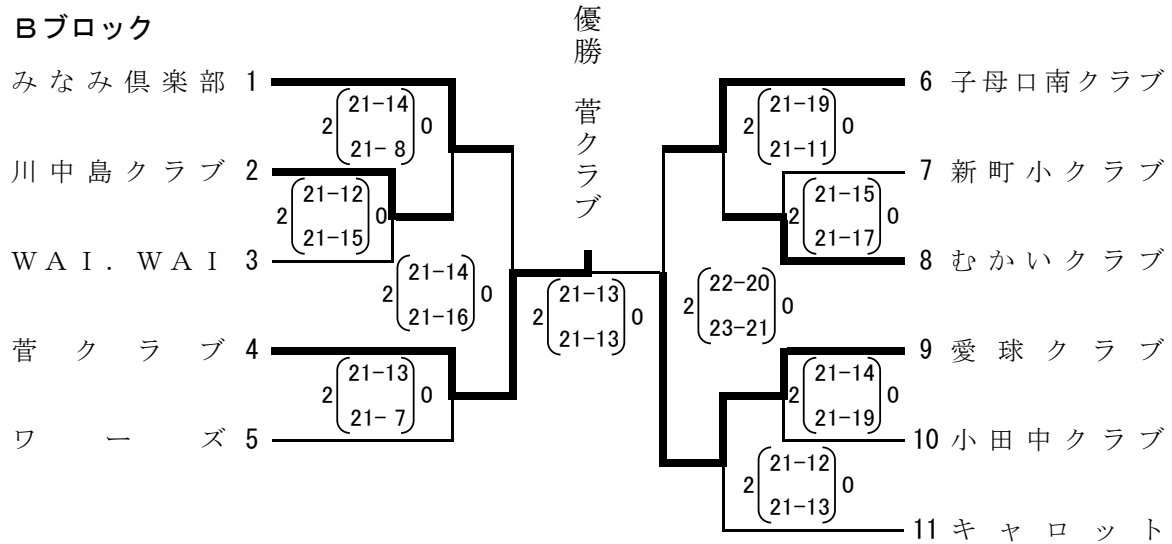 Bブロック
優勝 菅クラブ
みなみ倶楽部 1
21-14
2 0
21- 8
川中島クラブ 2
21-12
2 0
21-15
WAI. WAI 3
21-14
2 0
21-16
菅クラブ 4
21-13
2 0
21- 7
ワーズ 5
21-13
2 0
21-13
6 子母口南クラブ
21-19
2 0
21-11
7 新町小クラブ
21-15
2 0
21-17
8 むかいクラブ
22-20
2 0
23-21
9 愛球クラブ
21-14
2 0
21-19
10 小田中クラブ
21-12
2 0
21-13
11 キャロット